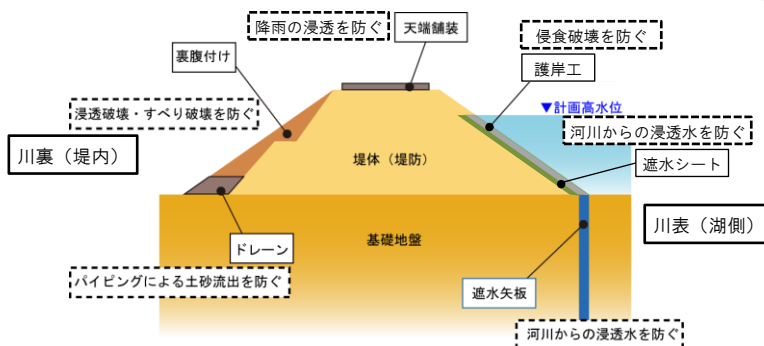 降雨の浸透を防ぐ
天端舗装
侵食破壊を防ぐ
裏腹付け
護岸工
▼計画高水位
浸透破壊・すべり破壊を防ぐ
河川からの浸透水を防ぐ
川裏（堤内）
堤体（堤防）
遮水シート
川表（湖側）
ドレーン
基礎地盤
パイピングによる土砂流出を防ぐ
遮水矢板
河川からの浸透水を防ぐ